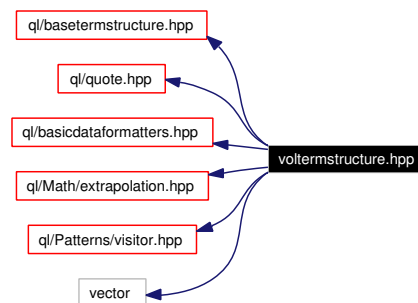 ql/basetermstructure.hpp
ql/quote.hpp
ql/basicdataformatters.hpp
voltermstructure.hpp
ql/Math/extrapolation.hpp
ql/Patterns/visitor.hpp
vector